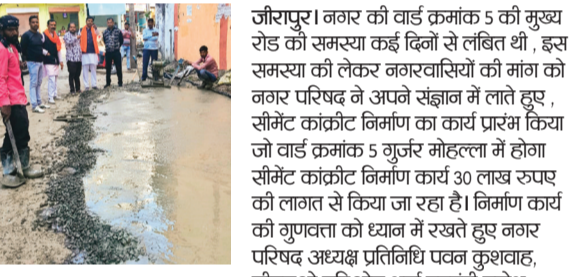 जीरापुर। नगर की वार्ड क्रमांक 5 की मुख्य
रोड की समस्या कई दिनों से लंबित थी , इस
समस्या की लेकर नगरवासियों की मांग को
नगर परिषद ने अपने संज्ञान में लाते हुए ,
सीमेंट कांक्रीट निर्माण का कार्य प्रारंभ किया
जो वार्ड क्रमांक 5 गुर्जर मोहल्ला में होगा
सीमेंट कांक्रीट निर्माण कार्य 30 लाख रुपए
की लागत से किया जा रहा है। निर्माण कार्य
की गुणवत्ता को ध्यान में रखते हुए नगर
परिषद अध्यक्ष प्रतिनिधि पवन कुशवाह,